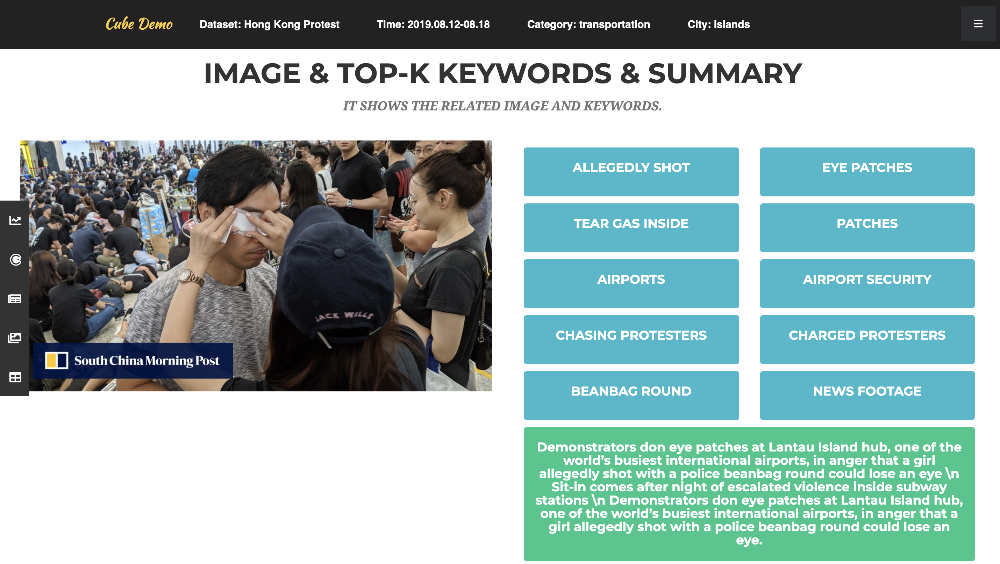 Cube Demo
Dataset: Hong Kong Protest
Time: 2019.08.12-08.18
Category: transportation
City: Islands
IMAGE & TOP-K KEYWORDS & SUMMARY
IT SHOWS THE RELATED IMAGE AND KEYWORDS.
JACK WILLS
South China Morning Post
ALLEGEDLY SHOT
EYE PATCHES
TEAR GAS INSIDE
PATCHES
AIRPORTS
AIRPORT SECURITY
CHASING PROTESTERS
CHARGED PROTESTERS
BEANBAG ROUND
NEWS FOOTAGE
Demonstrators don eye patches at Lantau Island hub, one of the
world’s busiest international airports, in anger that a girl
allegedly shot with a police beanbag round could lose an eye \n
Sit-in comes after night of escalated violence inside subway
stations \n Demonstrators don eye patches at Lantau Island hub,
one of the world’s busiest international airports, in anger that a
girl allegedly shot with a police beanbag round could lose an
eye.